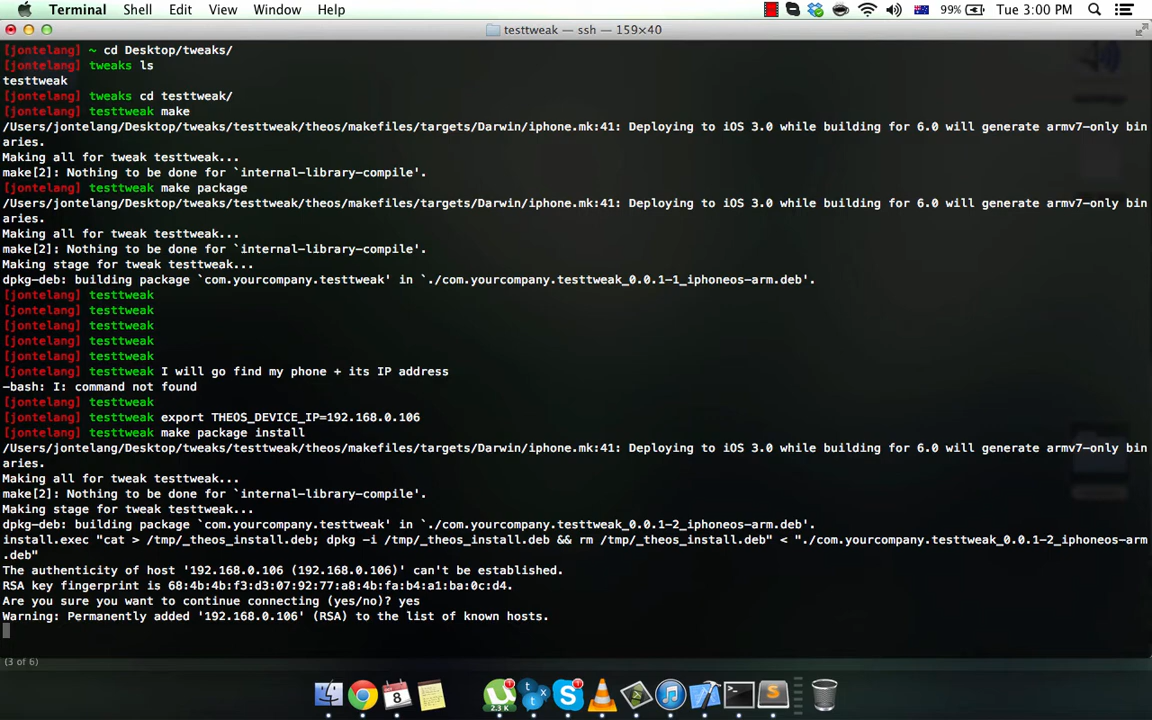 Terminal Shell Edit View Window Help 99% Tue 3:00 PM
testtweak — ssh — 159×40
[jontelang] ~ cd Desktop/tweaks/
[jontelang] tweaks ls
testtweak
[jontelang] tweaks cd testtweak/
[jontelang] testtweak make
/Users/jontelang/Desktop/tweaks/testtweak/theos/makefiles/targets/Darwin/iphone.mk:41: Deploying to iOS 3.0 while building for 6.0 will generate armv7-only bin
aries.
Making all for tweak testtweak...
make[2]: Nothing to be done for `internal-library-compile'.
[jontelang] testtweak make package
/Users/jontelang/Desktop/tweaks/testtweak/theos/makefiles/targets/Darwin/iphone.mk:41: Deploying to iOS 3.0 while building for 6.0 will generate armv7-only bin
aries.
Making all for tweak testtweak...
make[2]: Nothing to be done for `internal-library-compile'.
Making stage for tweak testtweak...
dpkg-deb: building package `com.yourcompany.testtweak' in `./com.yourcompany.testtweak_0.0.1-1_iphoneos-arm.deb'.
[jontelang] testtweak
[jontelang] testtweak
[jontelang] testtweak
[jontelang] testtweak
[jontelang] testtweak
[jontelang] testtweak I will go find my phone + its IP address
-bash: I: command not found
[jontelang] testtweak
[jontelang] testtweak export THEOS_DEVICE_IP=192.168.0.106
[jontelang] testtweak make package install
/Users/jontelang/Desktop/tweaks/testtweak/theos/makefiles/targets/Darwin/iphone.mk:41: Deploying to iOS 3.0 while building for 6.0 will generate armv7-only bin
aries.
Making all for tweak testtweak...
make[2]: Nothing to be done for `internal-library-compile'.
Making stage for tweak testtweak...
dpkg-deb: building package `com.yourcompany.testtweak' in `./com.yourcompany.testtweak_0.0.1-2_iphoneos-arm.deb'.
install.exec "cat > /tmp/_theos_install.deb; dpkg -i /tmp/_theos_install.deb && rm /tmp/_theos_install.deb" < "./com.yourcompany.testtweak_0.0.1-2_iphoneos-arm
.deb"
The authenticity of host '192.168.0.106 (192.168.0.106)' can't be established.
RSA key fingerprint is 68:4b:4b:f3:d3:07:92:77:a8:4b:fa:b4:a1:ba:0c:d4.
Are you sure you want to continue connecting (yes/no)? yes
Warning: Permanently added '192.168.0.106' (RSA) to the list of known hosts.
(3 of 6)
8
2.3 K